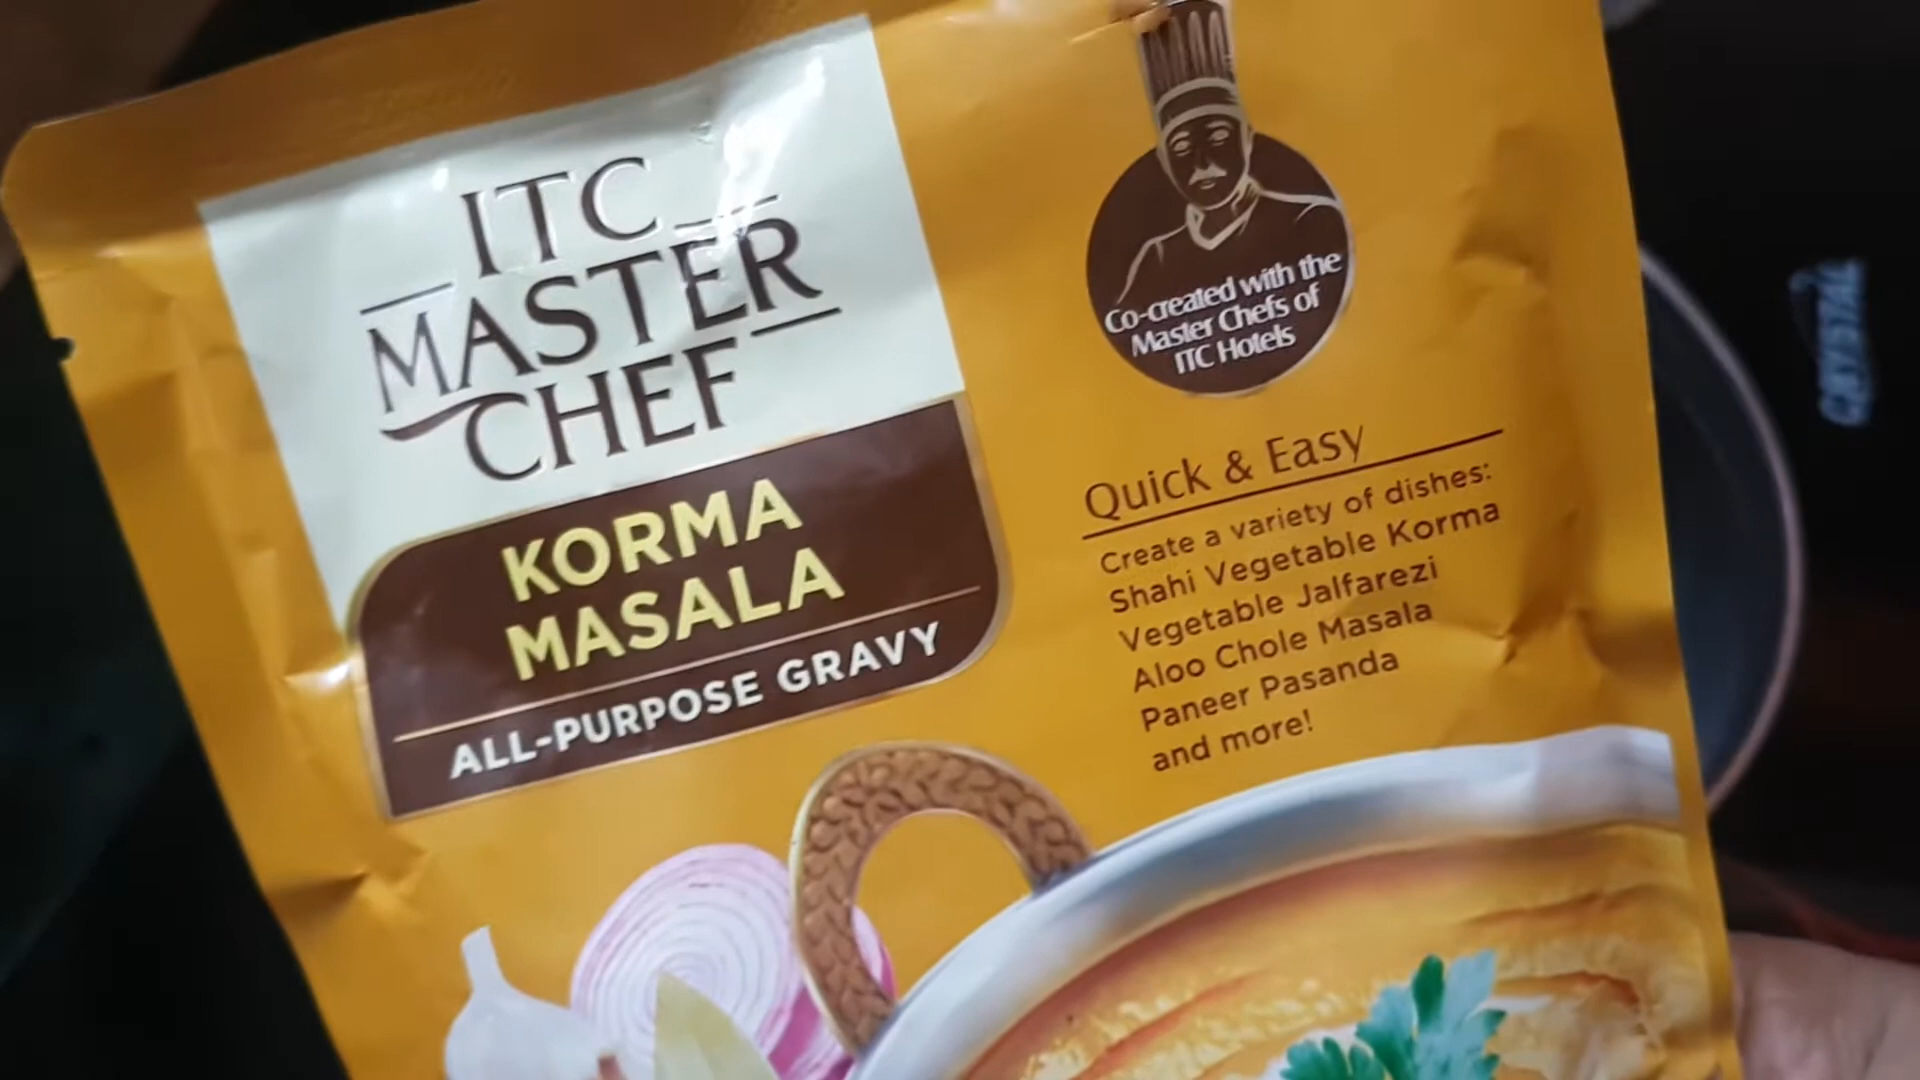 ITC
MASTER
CHEF
KORMA
MASALA
ALL-PURPOSE GRAVY
Co-created with the
Master Chefs of
ITC Hotels
Quick & Easy
Create a variety of dishes:
Shahi Vegetable Korma
Vegetable Jalfarezi
Aloo Chole Masala
Paneer Pasanda
and more!
CRYSTAL